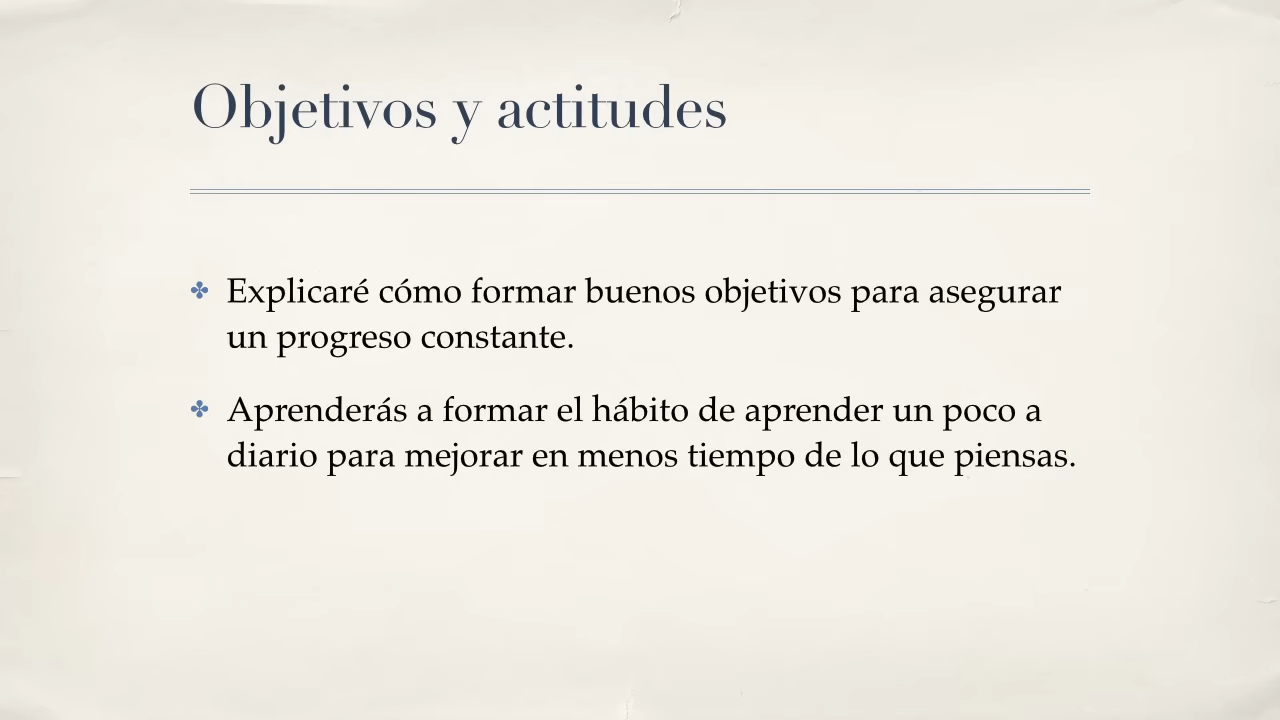 Objetivos y actitudes
✤ Explicaré cómo formar buenos objetivos para asegurar
un progreso constante.
✤ Aprenderás a formar el hábito de aprender un poco a
diario para mejorar en menos tiempo de lo que piensas.